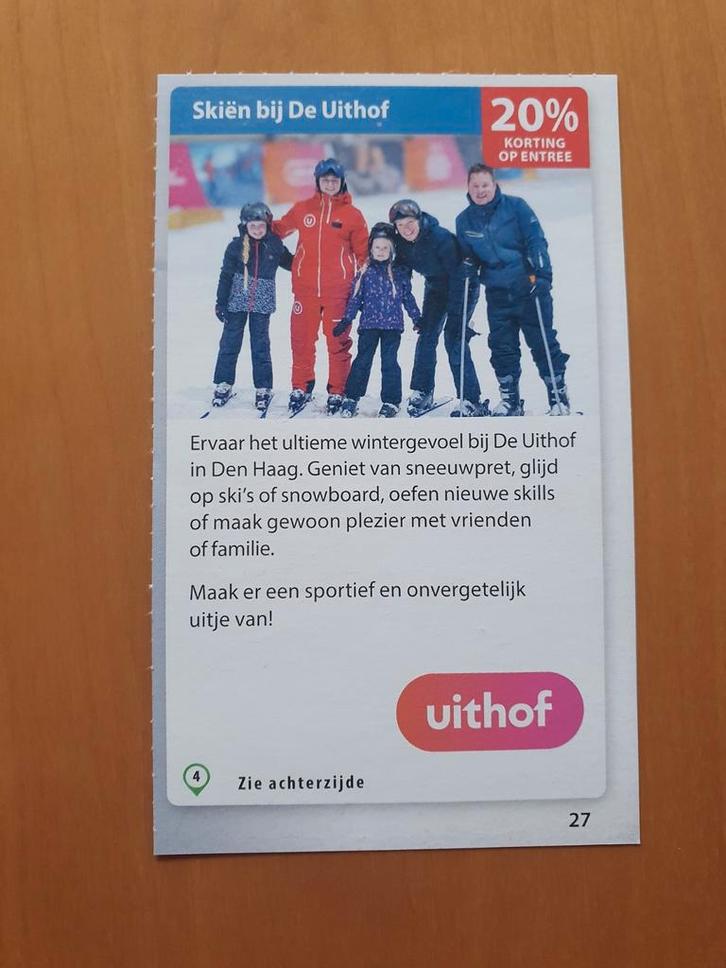 Skiën bij De Uithof
20%
KORTING
OP ENTREE
Ervaar het ultieme wintergevoel bij De Uithof
in Den Haag. Geniet van sneeuwpret, glijd
op ski's of snowboard, oefen nieuwe skills
of maak gewoon plezier met vrienden
of familie.
Maak er een sportief en onvergetelijk
uitje van!
uithof
4
Zie achterzijde
27